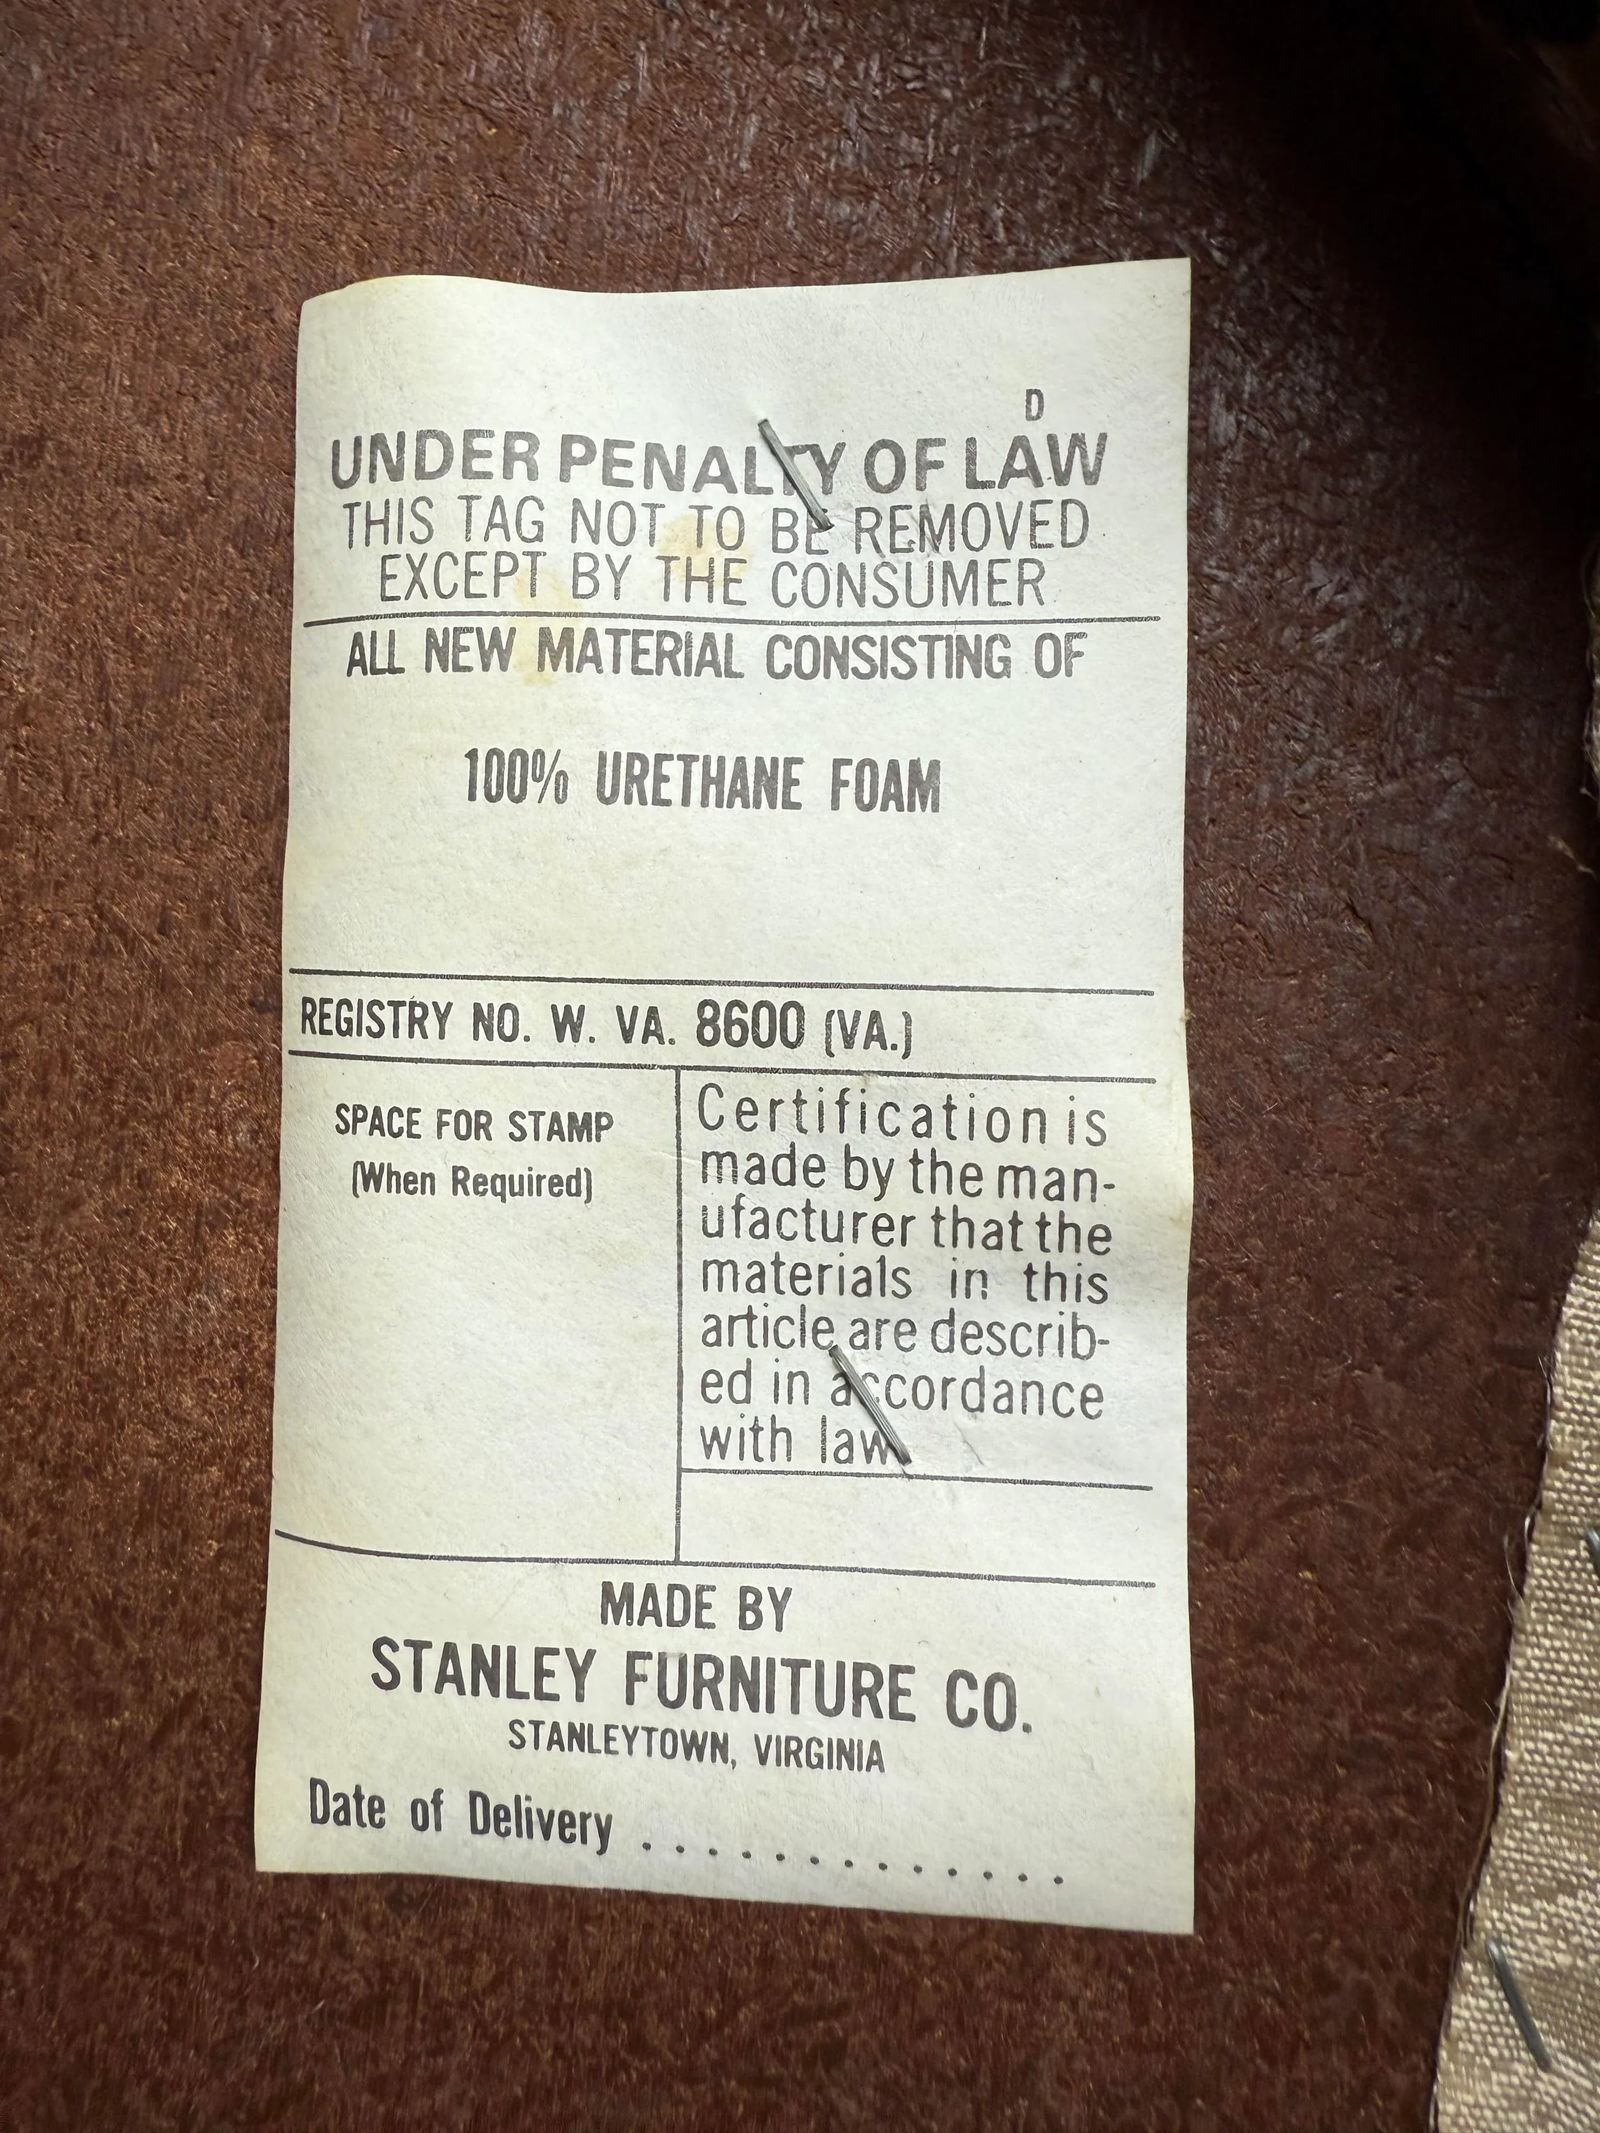 D
UNDER PENALTY OF LAW
THIS TAG NOT TO BE REMOVED
EXCEPT BY THE CONSUMER
ALL NEW MATERIAL CONSISTING OF
100% URETHANE FOAM
REGISTRY NO. W. VA. 8600 (VA.)
SPACE FOR STAMP
(When Required)
Certification is
made by the man-
ufacturer that the
materials in this
article are describ-
ed in accordance
with law
MADE BY
STANLEY FURNITURE CO.
STANLEYTOWN, VIRGINIA
Date of Delivery . . . . . . . . . . . . .